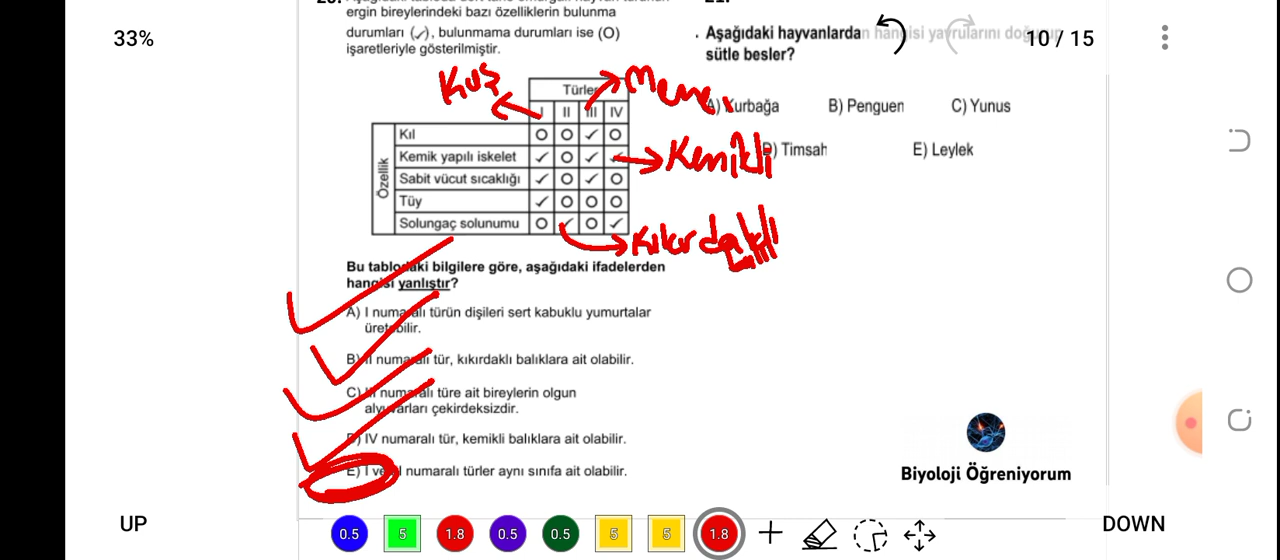 33%
10 / 15
ergin bireylerindeki bazı özelliklerin bulunma
durumları (✓), bulunmama durumları ise (O)
işaretleriyle gösterilmiştir.
Kuş
Türler
Meme
I II III IV
Kıl O O ✓ O
Kemik yapılı iskelet ✓ O ✓ ✓
Kemikli
Sabit vücut sıcaklığı ✓ O ✓ O
Tüy ✓ O O O
Solungaç solunumu O ✓ O ✓
Kıkırdaklı
Özellik
Bu tablodaki bilgilere göre, aşağıdaki ifadelerden
hangisi yanlıştır?
A) I numaralı türün dişileri sert kabuklu yumurtalar
üretebilir.
B) II numaralı tür, kıkırdaklı balıklara ait olabilir.
C) III numaralı türe ait bireylerin olgun
alyuvarları çekirdeksizdir.
D) IV numaralı tür, kemikli balıklara ait olabilir.
E) I ve numaralı türler aynı sınıfa ait olabilir.
Aşağıdaki hayvanlardan hangisi yavrularını
sütle besler?
A) Kurbağa B) Penguen C) Yunus
D) Timsah E) Leylek
Biyoloji Öğreniyorum
UP
0.5 5 1.8 0.5 0.5 5 5 1.8
DOWN